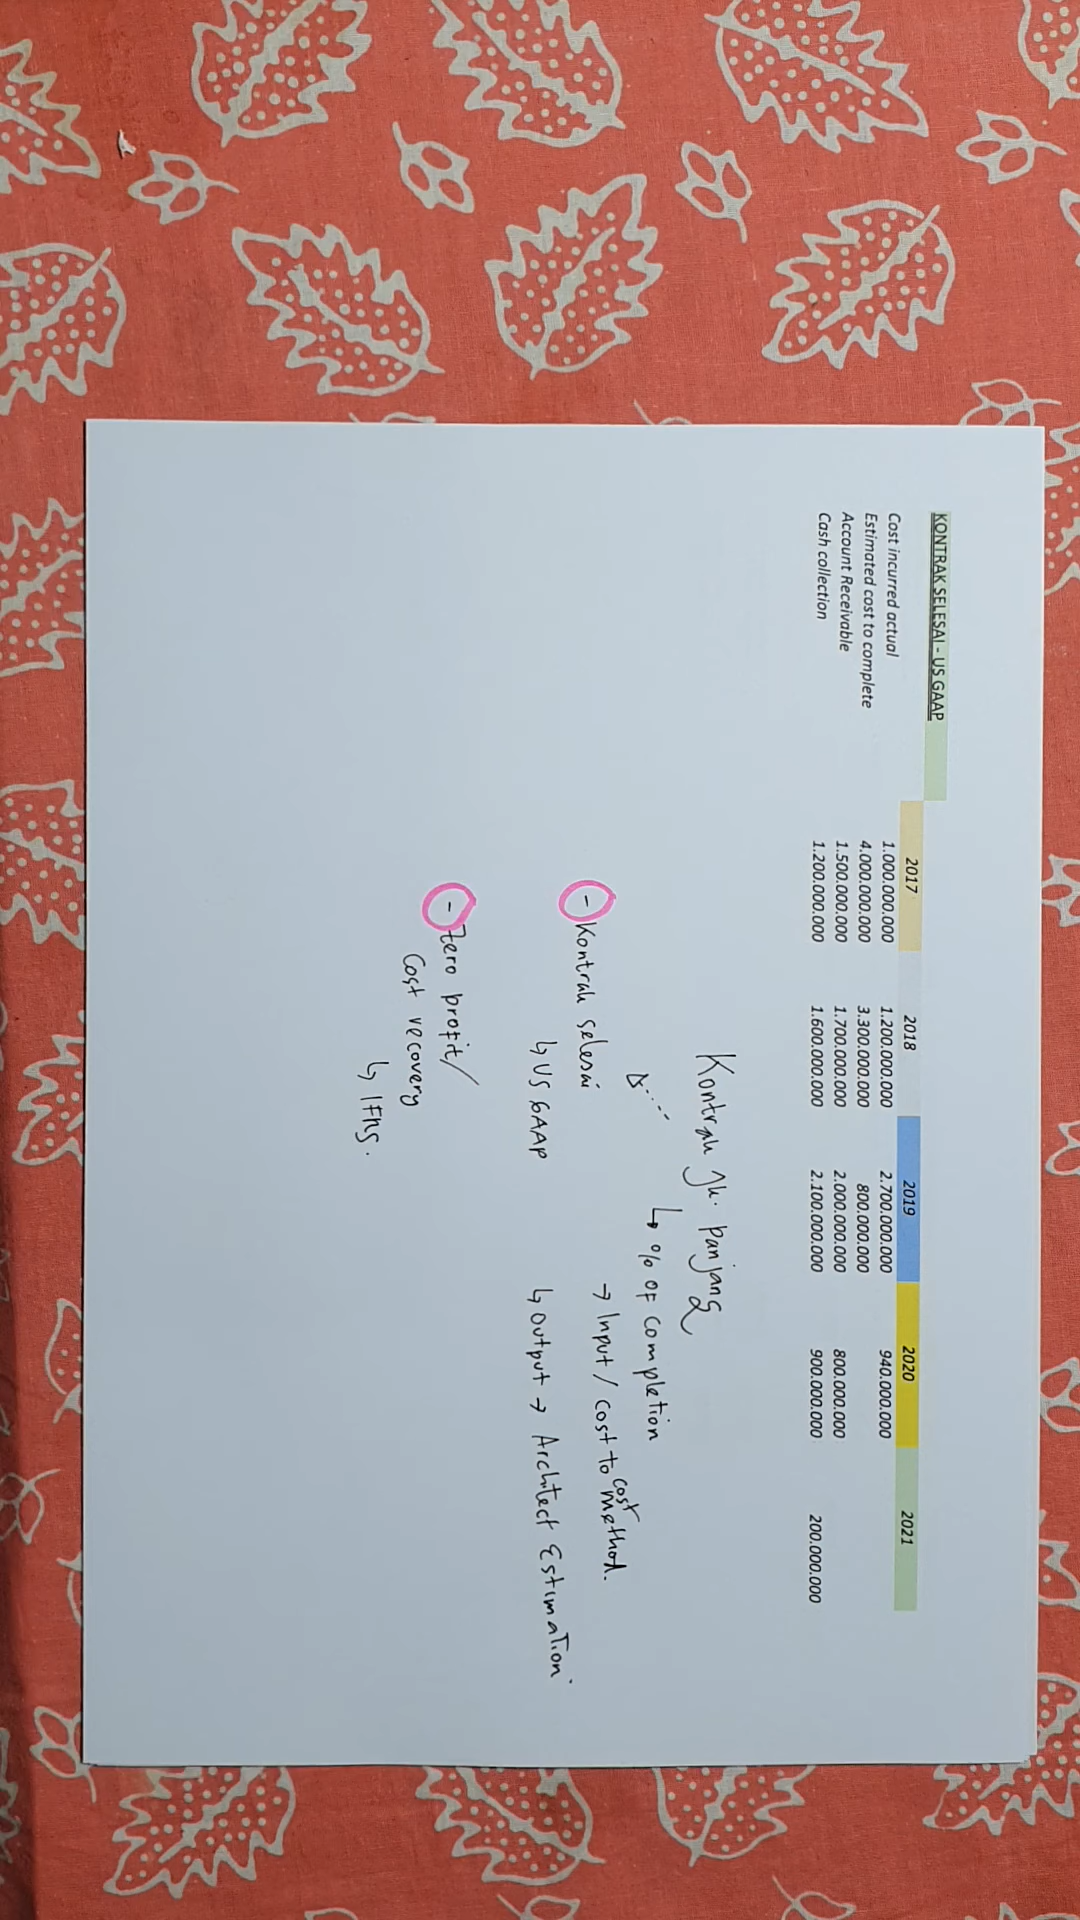 KONTRAK SELESAI - US GAAP
2017 2018 2019 2020 2021
Cost incurred actual 1.000.000.000 1.200.000.000 2.700.000.000 940.000.000
Estimated cost to complete 4.000.000.000 3.300.000.000 800.000.000
Account Receivable 1.500.000.000 1.700.000.000 2.000.000.000 800.000.000
Cash collection 1.200.000.000 1.600.000.000 2.100.000.000 900.000.000 200.000.000
Kontrak Jk. panjang
↳ % OF completion
- Kontrak selesai
↳ US GAAP
→ Input / cost to cost method.
↳ Output → Architect Estimation.
- Zero profit/
Cost recovery
↳ IFRS.